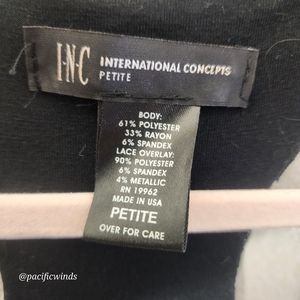 I·N·C INTERNATIONAL CONCEPTS
PETITE
BODY:
61% POLYESTER
33% RAYON
6% SPANDEX
LACE OVERLAY:
90% POLYESTER
6% SPANDEX
4% METALLIC
RN 19962
MADE IN USA
PETITE
OVER FOR CARE
@pacificwinds